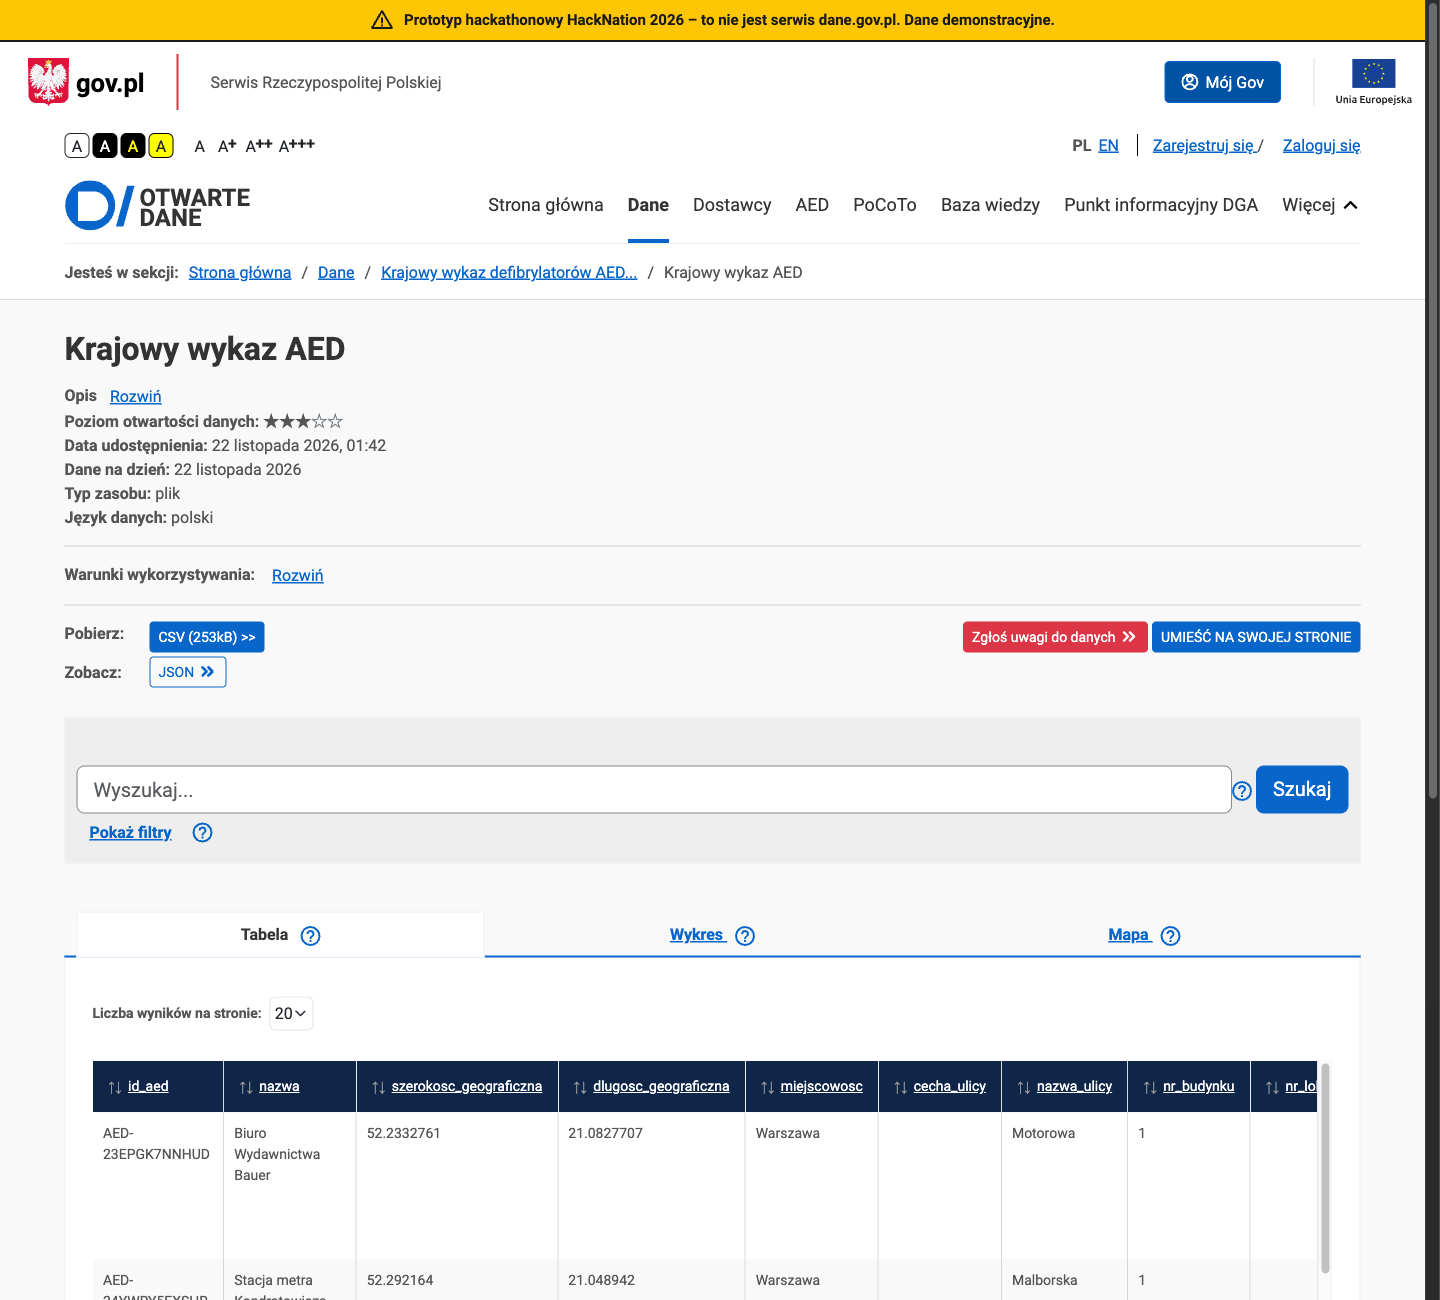 Prototyp hackathonowy HackNation 2026 – to nie jest serwis dane.gov.pl. Dane demonstracyjne.
gov.pl
Serwis Rzeczypospolitej Polskiej
Mój Gov
Unia Europejska
A A A A A A+ A++ A+++
PL EN Zarejestruj się / Zaloguj się
OTWARTE
DANE
Strona główna Dane Dostawcy AED PoCoTo Baza wiedzy Punkt informacyjny DGA Więcej
Jesteś w sekcji: Strona główna / Dane / Krajowy wykaz defibrylatorów AED... / Krajowy wykaz AED
Krajowy wykaz AED
Opis Rozwiń
Poziom otwartości danych: ★★★☆☆
Data udostępnienia: 22 listopada 2026, 01:42
Dane na dzień: 22 listopada 2026
Typ zasobu: plik
Język danych: polski
Warunki wykorzystywania: Rozwiń
Pobierz: CSV (253kB) >> Zgłoś uwagi do danych UMIEŚĆ NA SWOJEJ STRONIE
Zobacz: JSON
Wyszukaj... Szukaj
Pokaż filtry
Tabela Wykres Mapa
Liczba wyników na stronie: 20
id_aed nazwa szerokosc_geograficzna dlugosc_geograficzna miejscowosc cecha_ulicy nazwa_ulicy nr_budynku
AED- Biuro 52.2332761 21.0827707 Warszawa Motorowa 1
23EPGK7NNHUD Wydawnictwa
Bauer
AED- Stacja metra 52.292164 21.048942 Warszawa Malborska 1